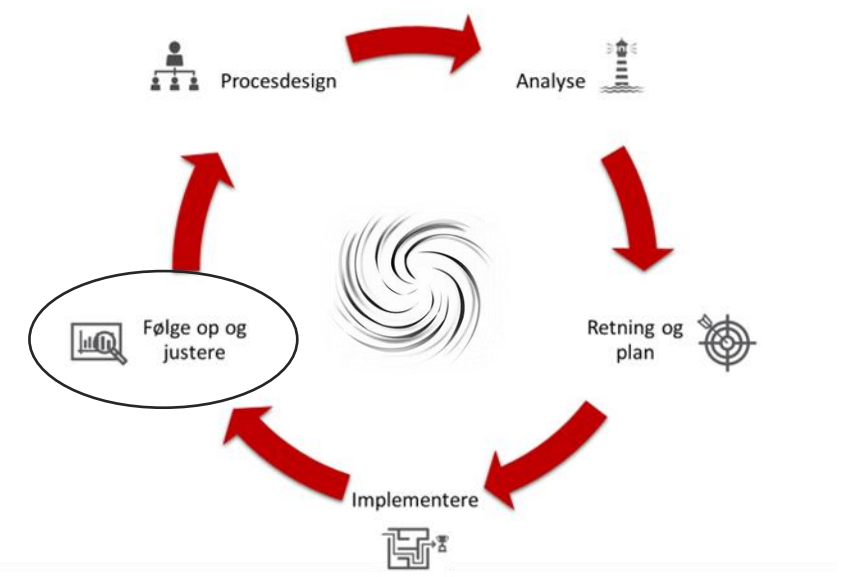 Procesdesign
Analyse
Retning og
plan
Implementere
Følge op og
justere